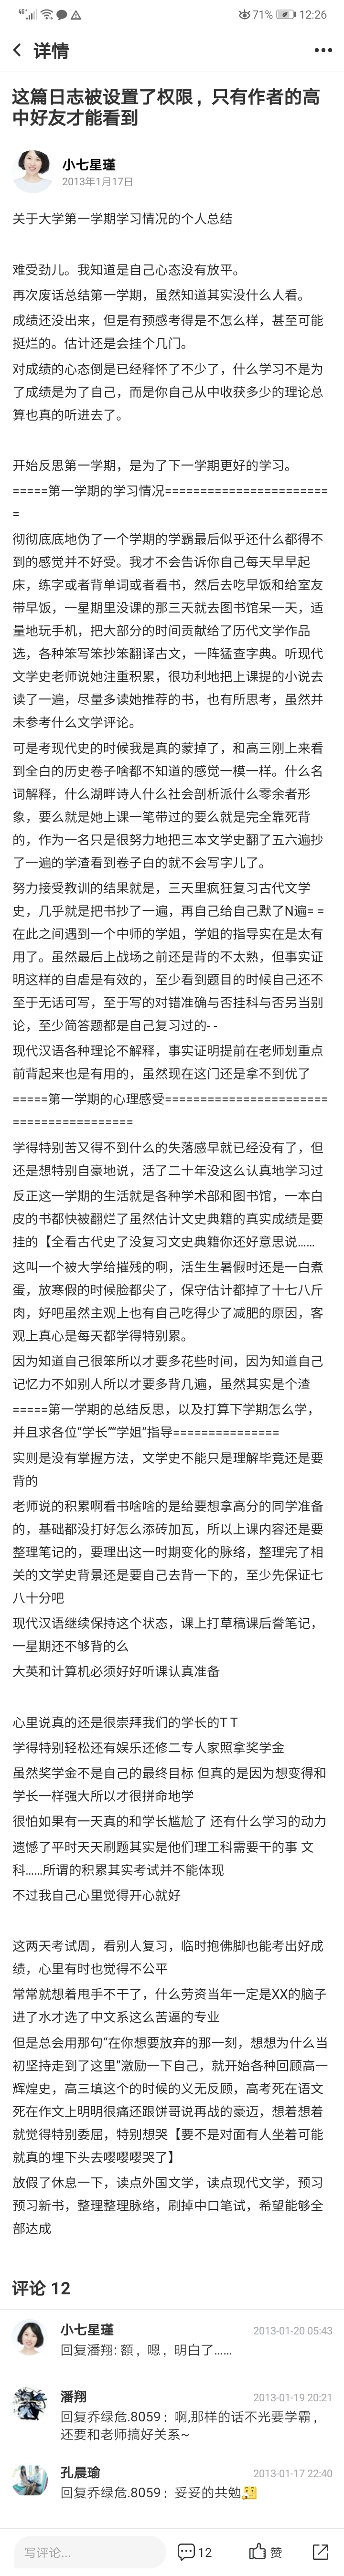 71% 12:26
详情
这篇日志被设置了权限，只有作者的高
中好友才能看到
小七星瑾
2013年1月17日
关于大学第一学期学习情况的个人总结
难受劲儿。我知道是自己心态没有放平。
再次废话总结第一学期，虽然知道其实没什么人看。
成绩还没出来，但是有预感考得是不怎么样，甚至可能
挺烂的。估计还是会挂个几门。
对成绩的心态倒是已经释怀了不少了，什么学习不是为
了成绩是为了自己，而是你自己从中收获多少的理论总
算也真的听进去了。
开始反思第一学期，是为了下一学期更好的学习。
=====第一学期的学习情况=======================
=
彻彻底底地伪了一个学期的学霸最后似乎还什么都得不
到的感觉并不好受。我才不会告诉你自己每天早早起
床，练字或者背单词或者看书，然后去吃早饭和给室友
带早饭，一星期里没课的那三天就去图书馆呆一天，适
量地玩手机，把大部分的时间贡献给了历代文学作品
选，各种笨写笨抄笨翻译古文，一阵猛查字典。听现代
文学史老师说她注重积累，很功利地把上课提的小说去
读了一遍，尽量多读她推荐的书，也有所思考，虽然并
未参考什么文学评论。
可是考现代史的时候我是真的蒙掉了，和高三刚上来看
到全白的历史卷子啥都不知道的感觉一模一样。什么名
词解释，什么湖畔诗人什么社会剖析派什么零余者形
象，要么就是她上课一笔带过的要么就是完全靠死背
的，作为一名只是很努力地把三本文学史翻了五六遍抄
了一遍的学渣看到卷子白的就不会写字儿了。
努力接受教训的结果就是，三天里疯狂复习古代文学
史，几乎就是把书抄了一遍，再自己给自己默了N遍= =
在此之间遇到一个中师的学姐，学姐的指导实在是太有
用了。虽然最后上战场之前还是背的不太熟，但事实证
明这样的自虐是有效的，至少看到题目的时候自己还不
至于无话可写，至于写的对错准确与否挂科与否另当别
论，至少简答题都是自己复习过的- -
现代汉语各种理论不解释，事实证明提前在老师划重点
前背起来也是有用的，虽然现在这门还是拿不到优了
=====第一学期的心理感受=======================
=================
学得特别苦又得不到什么的失落感早就已经没有了，但
还是想特别自豪地说，活了二十年没这么认真地学习过
反正这一学期的生活就是各种学术部和图书馆，一本白
皮的书都快被翻烂了虽然估计文史典籍的真实成绩是要
挂的【全看古代史了没复习文史典籍你还好意思说……
这叫一个被大学给摧残的啊，活生生暑假时还是一白煮
蛋，放寒假的时候脸都尖了，保守估计都掉了十七八斤
肉，好吧虽然主观上也有自己吃得少了减肥的原因，客
观上真心是每天都学得特别累。
因为知道自己很笨所以才要多花些时间，因为知道自己
记忆力不如别人所以才要多背几遍，虽然其实是个渣
=====第一学期的总结反思，以及打算下学期怎么学，
并且求各位“学长”“学姐”指导===============
实则是没有掌握方法，文学史不能只是理解毕竟还是要
背的
老师说的积累啊看书啥啥的是给要想拿高分的同学准备
的，基础都没打好怎么添砖加瓦，所以上课内容还是要
整理笔记的，要理出这一时期变化的脉络，整理完了相
关的文学史背景还是要自己去背一下的，至少先保证七
八十分吧
现代汉语继续保持这个状态，课上打草稿课后誊笔记，
一星期还不够背的么
大英和计算机必须好好听课认真准备
心里说真的还是很崇拜我们的学长的T T
学得特别轻松还有娱乐还修二专人家照拿奖学金
虽然奖学金不是自己的最终目标 但真的是因为想变得和
学长一样强大所以才很拼命地学
很怕如果有一天真的和学长尴尬了 还有什么学习的动力
遗憾了平时天天刷题其实是他们理工科需要干的事 文
科……所谓的积累其实考试并不能体现
不过我自己心里觉得开心就好
这两天考试周，看别人复习，临时抱佛脚也能考出好成
绩，心里有时也觉得不公平
常常就想着甩手不干了，什么劳资当年一定是XX的脑子
进了水才选了中文系这么苦逼的专业
但是总会用那句“在你想要放弃的那一刻，想想为什么当
初坚持走到了这里”激励一下自己，就开始各种回顾高一
辉煌史，高三填这个的时候的义无反顾，高考死在语文
死在作文上明明很痛还跟饼哥说再战的豪迈，想着想着
就觉得特别委屈，特别想哭【要不是对面有人坐着可能
就真的埋下头去嘤嘤嘤哭了】
放假了休息一下，读点外国文学，读点现代文学，预习
预习新书，整理整理脉络，刷掉中口笔试，希望能够全
部达成
评论 12
小七星瑾 2013-01-20 05:43
回复潘翔: 額，嗯，明白了……
潘翔 2013-01-19 20:21
回复乔绿危.8059：啊,那样的话不光要学霸，
还要和老师搞好关系~
孔晨瑜 2013-01-17 22:40
回复乔绿危.8059：妥妥的共勉
写评论... 12 赞